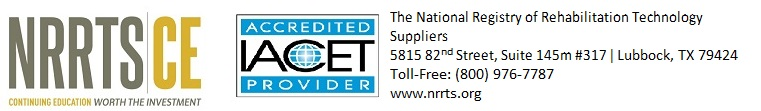 NRRTS|CE
CONTINUING EDUCATION WORTH THE INVESTMENT
ACCREDITED
IACET
PROVIDER
The National Registry of Rehabilitation Technology
Suppliers
5815 82nd Street, Suite 145m #317 | Lubbock, TX 79424
Toll-Free: (800) 976-7787
www.nrrts.org